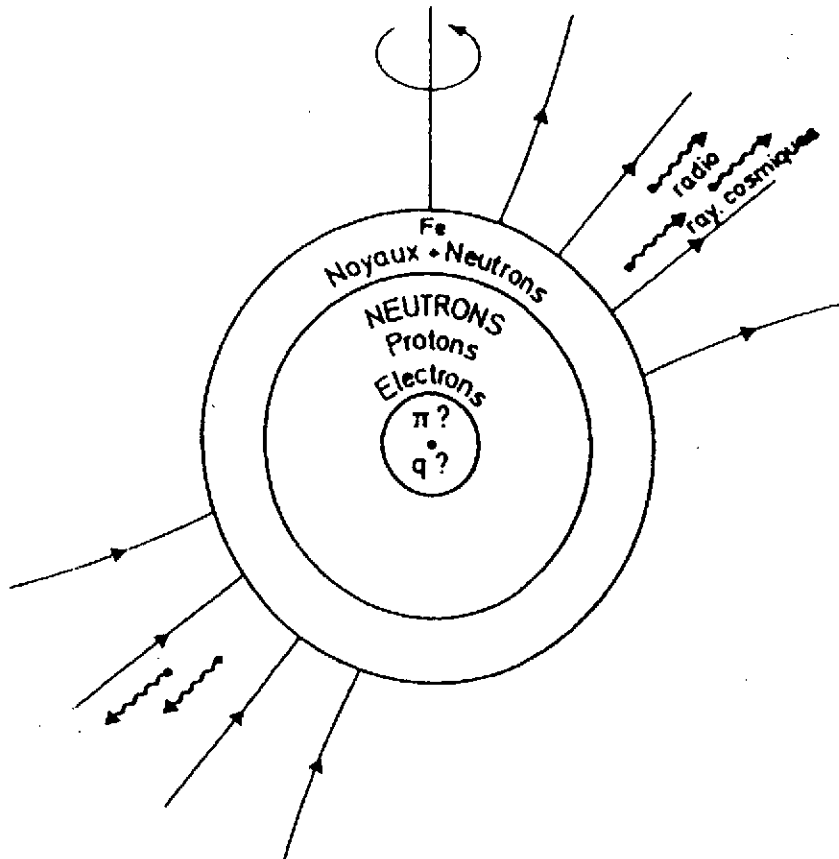 radio
ray. cosmiques
Fe
Noyaux + Neutrons
NEUTRONS
Protons
Electrons
π ?
q ?